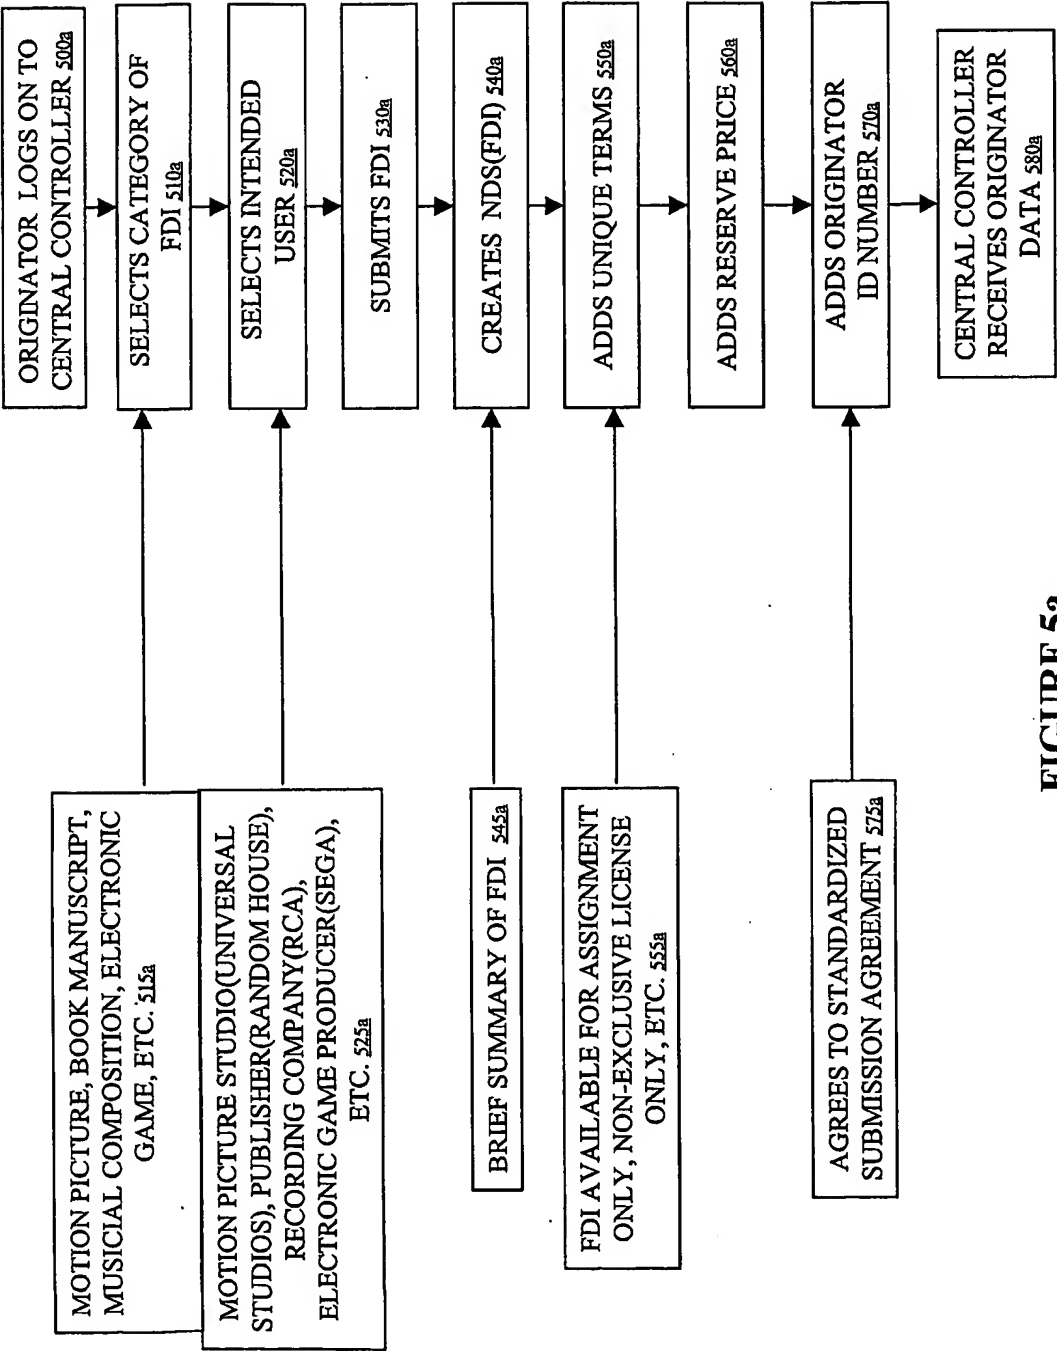 ORIGINATOR LOGS ON TO
CENTRAL CONTROLLER 500a
SELECTS CATEGORY OF
FDI 510a
SELECTS INTENDED
USER 520a
SUBMITS FDI 530a
CREATES NDS(FDI) 540a
ADDS UNIQUE TERMS 550a
ADDS RESERVE PRICE 560a
ADDS ORIGINATOR
ID NUMBER 570a
CENTRAL CONTROLLER
RECEIVES ORIGINATOR
DATA 580a
MOTION PICTURE, BOOK MANUSCRIPT,
MUSICIAL COMPOSITION, ELECTRONIC
GAME, ETC. 515a
MOTION PICTURE STUDIO(UNIVERSAL
STUDIOS), PUBLISHER(RANDOM HOUSE),
RECORDING COMPANY(RCA),
ELECTRONIC GAME PRODUCER(SEGA),
ETC. 525a
BRIEF SUMMARY OF FDI 545a
FDI AVAILABLE FOR ASSIGNMENT
ONLY, NON-EXCLUSIVE LICENSE
ONLY, ETC. 555a
AGREES TO STANDARDIZED
SUBMISSION AGREEMENT 575a
FIGURE 5a